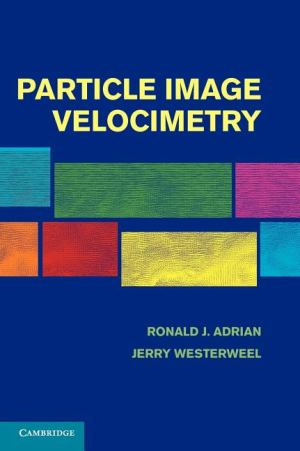 PARTICLE IMAGE
VELOCIMETRY
RONALD J. ADRIAN
JERRY WESTERWEEL
CAMBRIDGE